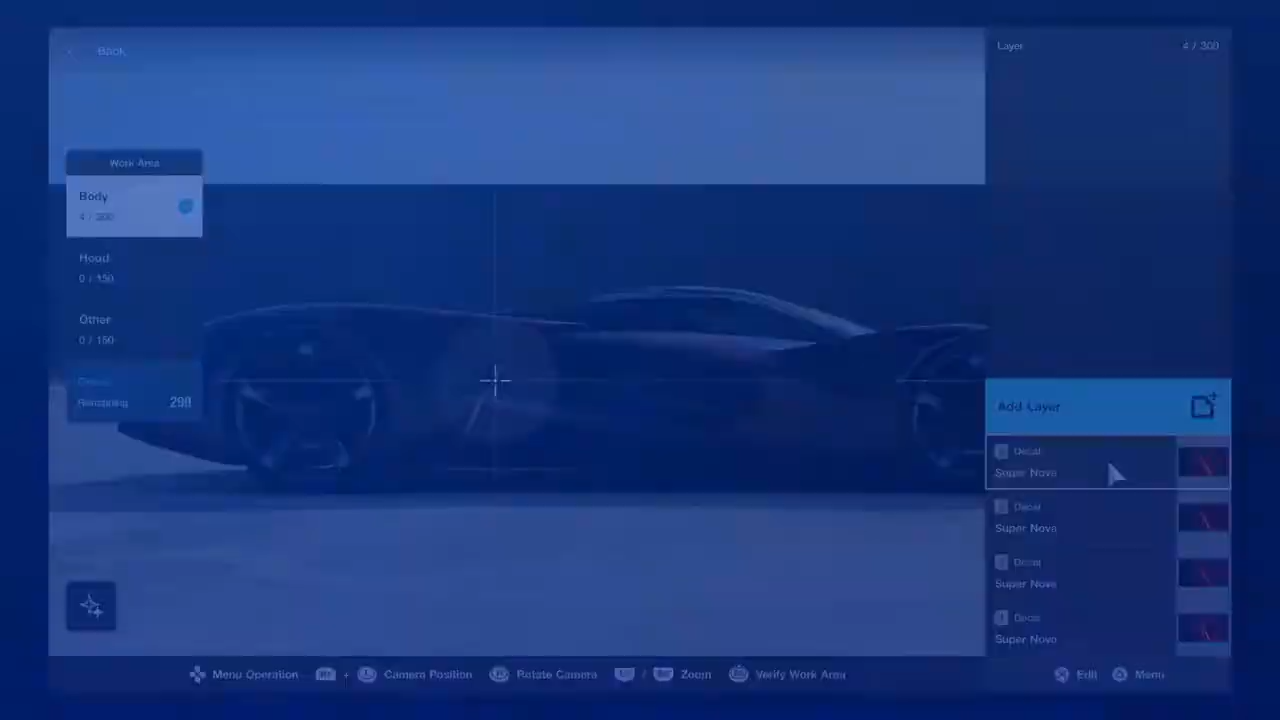 Back
Layer 4 / 300
Work Area
Body
4 / 300
Hood
0 / 150
Other
0 / 150
Remaining 298
Add Layer
Decal
Super Nova
Decal
Super Nova
Decal
Super Nova
1 Decal
Super Nova
Menu Operation + L Camera Position R Rotate Camera / Zoom Verify Work Area Edit Menu